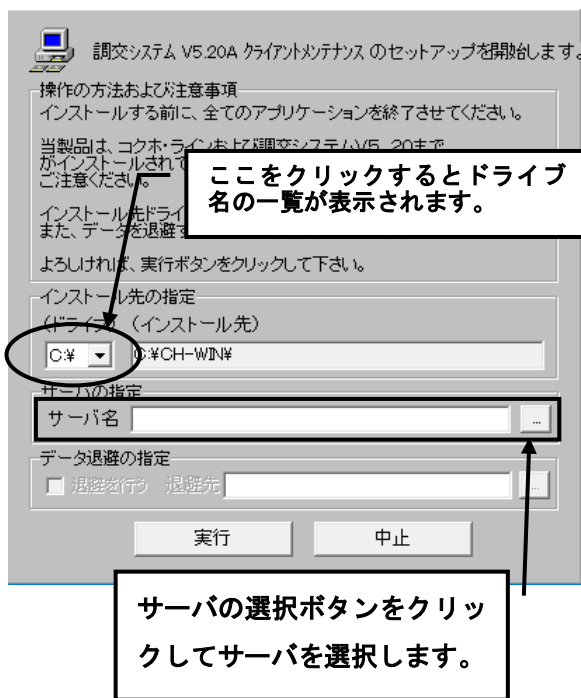 調交システム V5.20A クライアントメンテナンス のセットアップを開始します。
操作の方法および注意事項
インストールする前に、全てのアプリケーションを終了させてください。
当製品は、コクホ・ラインおよび調交システムV5.20まで
がインストールされて
ご注意ください。
ここをクリックするとドライブ
名の一覧が表示されます。
インストール先ドライ
また、データを退避す
よろしければ、実行ボタンをクリックして下さい。
インストール先の指定
(ドライブ) (インストール先)
C:¥ C:¥CH-WIN¥
サーバの指定
サーバ名 ...
データ退避の指定
退避を行う 退避先 ...
実行 中止
サーバの選択ボタンをクリッ
クしてサーバを選択します。